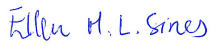 Ellen M. L. Sines